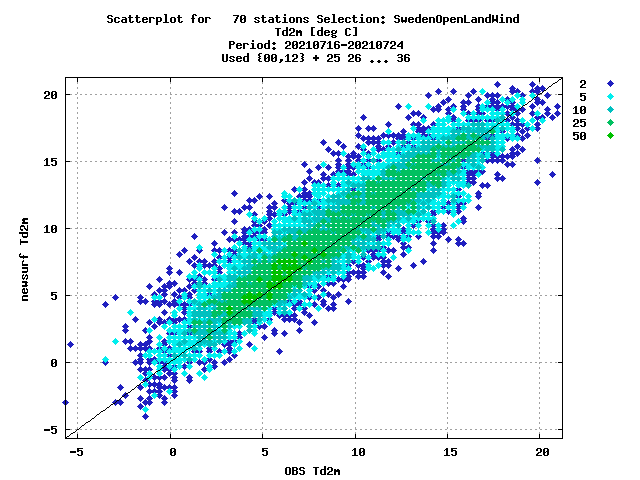 Scatterplot for   70 stations Selection: SwedenOpenLandWind
Td2m [deg C]
Period: 20210716-20210724
Used {00,12} + 25 26 ... 36
20
15
10
5
0
-5
newsurf Td2m
-5 0 5 10 15 20
OBS Td2m
2
5
10
25
50